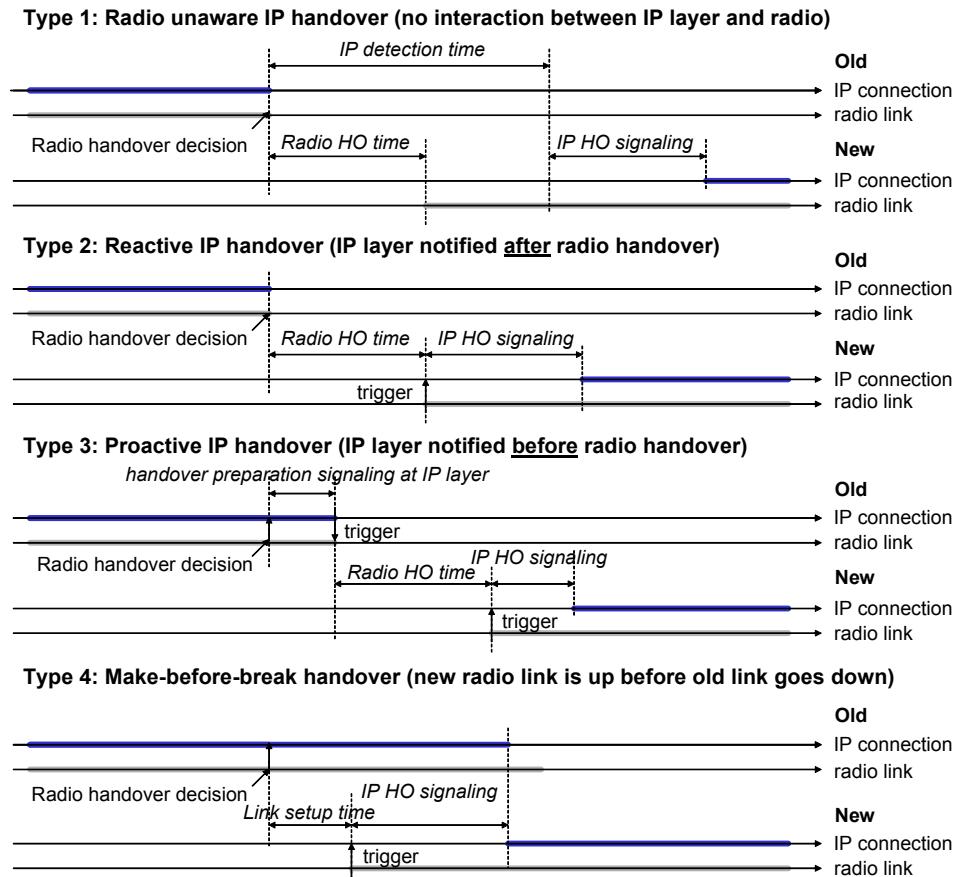 Type 1: Radio unaware IP handover (no interaction between IP layer and radio)
IP detection time
Old
IP connection
radio link
Radio handover decision
Radio HO time
IP HO signaling
New
IP connection
radio link
Type 2: Reactive IP handover (IP layer notified after radio handover)
Old
IP connection
radio link
Radio handover decision
Radio HO time
IP HO signaling
New
IP connection
trigger
radio link
Type 3: Proactive IP handover (IP layer notified before radio handover)
handover preparation signaling at IP layer
Old
IP connection
trigger
radio link
Radio handover decision
IP HO signaling
Radio HO time
New
IP connection
trigger
radio link
Type 4: Make-before-break handover (new radio link is up before old link goes down)
Old
IP connection
radio link
Radio handover decision
IP HO signaling
Link setup time
New
IP connection
trigger
radio link